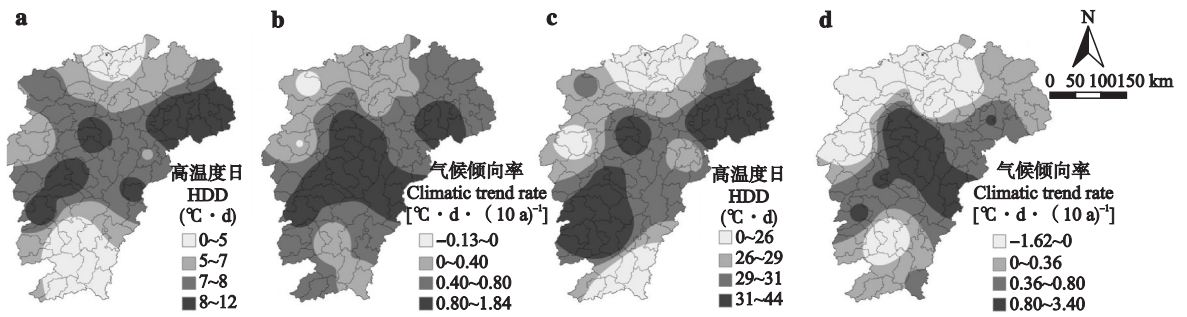 a
高温度日
HDD
(℃·d)
0~5
5~7
7~8
8~12
b
气候倾向率
Climatic trend rate
[℃·d·（10 a)⁻¹]
−0.13~0
0~0.40
0.40~0.80
0.80~1.84
c
高温度日
HDD
(℃·d)
0~26
26~29
29~31
31~44
d
N
0 50 100150 km
气候倾向率
Climatic trend rate
[℃·d·（10 a)⁻¹]
−1.62~0
0~0.36
0.36~0.80
0.80~3.40